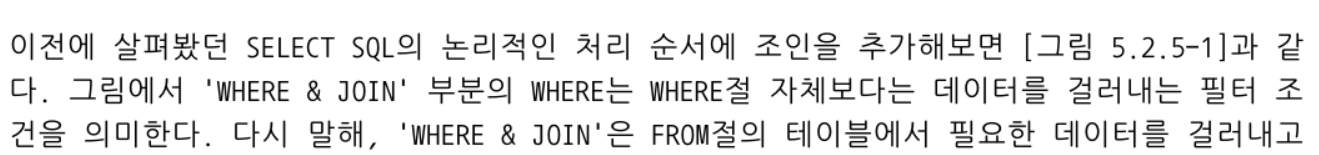 이전에 살펴봤던 SELECT SQL의 논리적인 처리 순서에 조인을 추가해보면 [그림 5.2.5-1]과 같
다. 그림에서 'WHERE & JOIN' 부분의 WHERE는 WHERE절 자체보다는 데이터를 걸러내는 필터 조
건을 의미한다. 다시 말해, 'WHERE & JOIN'은 FROM절의 테이블에서 필요한 데이터를 걸러내고